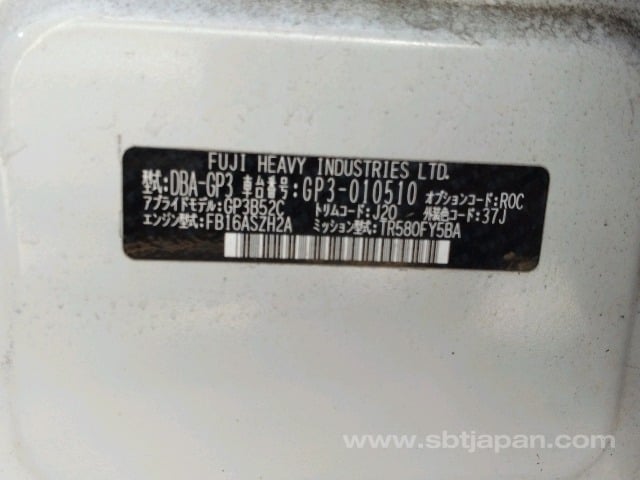 FUJI HEAVY INDUSTRIES LTD.
型式:DBA-GP3 車台番号:GP3-010510 オプションコード:ROC
アプライドモデル:GP3B52C トリムコード:J20 外装色コード:37J
エンジン型式:FB16ASZH2A ミッション型式:TR580FY5BA
www.sbtjapan.com